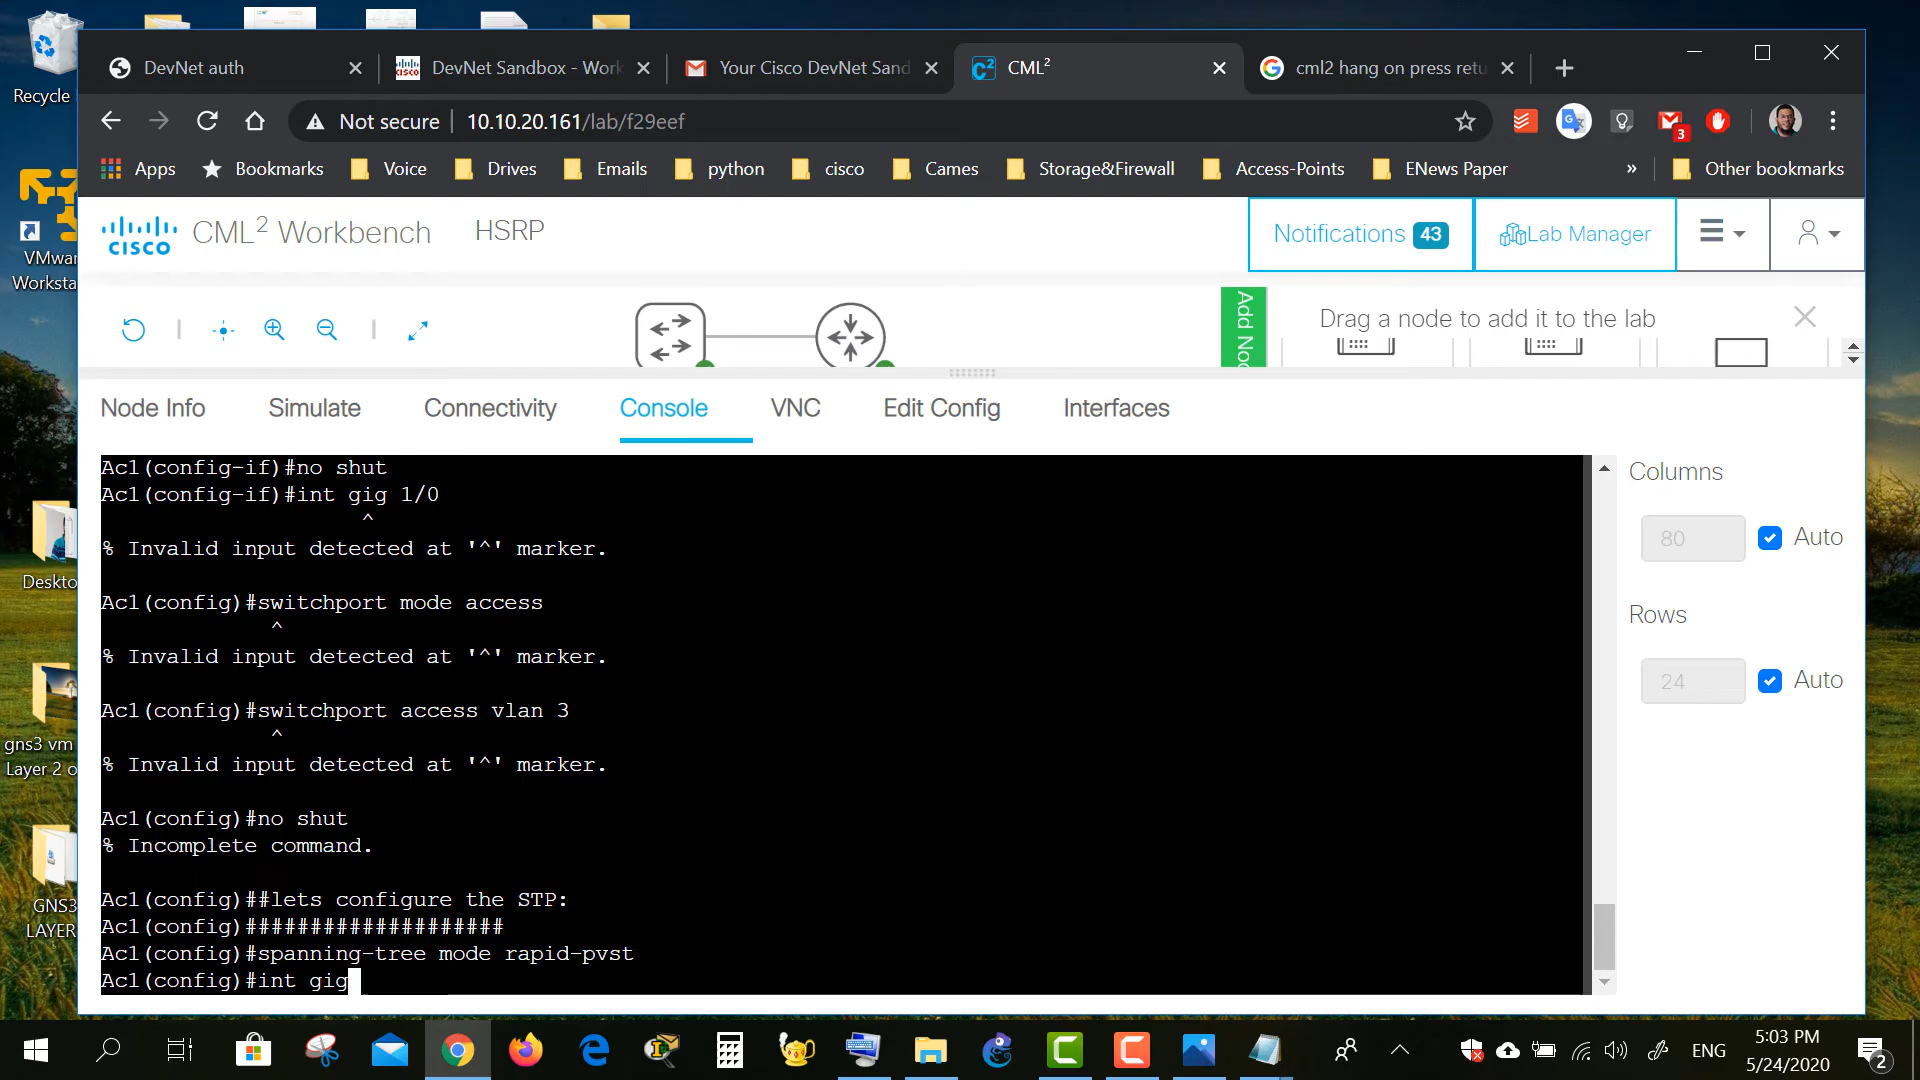 Recycle
VMwar
Worksta
Deskto
gns3 vm
Layer 2 o
GNS3
LAYER
DevNet auth
DevNet Sandbox - Work
Your Cisco DevNet Sand
CML²
cml2 hang on press retu
Not secure 10.10.20.161/lab/f29eef
3
Apps Bookmarks Voice Drives Emails python cisco Cames Storage&Firewall Access-Points ENews Paper » Other bookmarks
CISCO CML² Workbench HSRP
Notifications 43 Lab Manager
Add Noc
Drag a node to add it to the lab
Node Info Simulate Connectivity Console VNC Edit Config Interfaces
Ac1(config-if)#no shut
Ac1(config-if)#int gig 1/0
^
% Invalid input detected at '^' marker.
Ac1(config)#switchport mode access
^
% Invalid input detected at '^' marker.
Ac1(config)#switchport access vlan 3
^
% Invalid input detected at '^' marker.
Ac1(config)#no shut
% Incomplete command.
Ac1(config)##lets configure the STP:
Ac1(config)####################
Ac1(config)#spanning-tree mode rapid-pvst
Ac1(config)#int gig
Columns
80 Auto
Rows
24 Auto
ENG
5:03 PM
5/24/2020
2